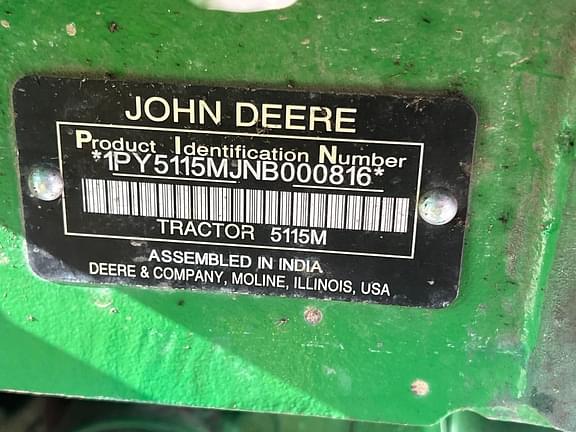 JOHN DEERE
Product Identification Number
*1PY5115MJNB000816*
TRACTOR 5115M
ASSEMBLED IN INDIA
DEERE & COMPANY, MOLINE, ILLINOIS, USA